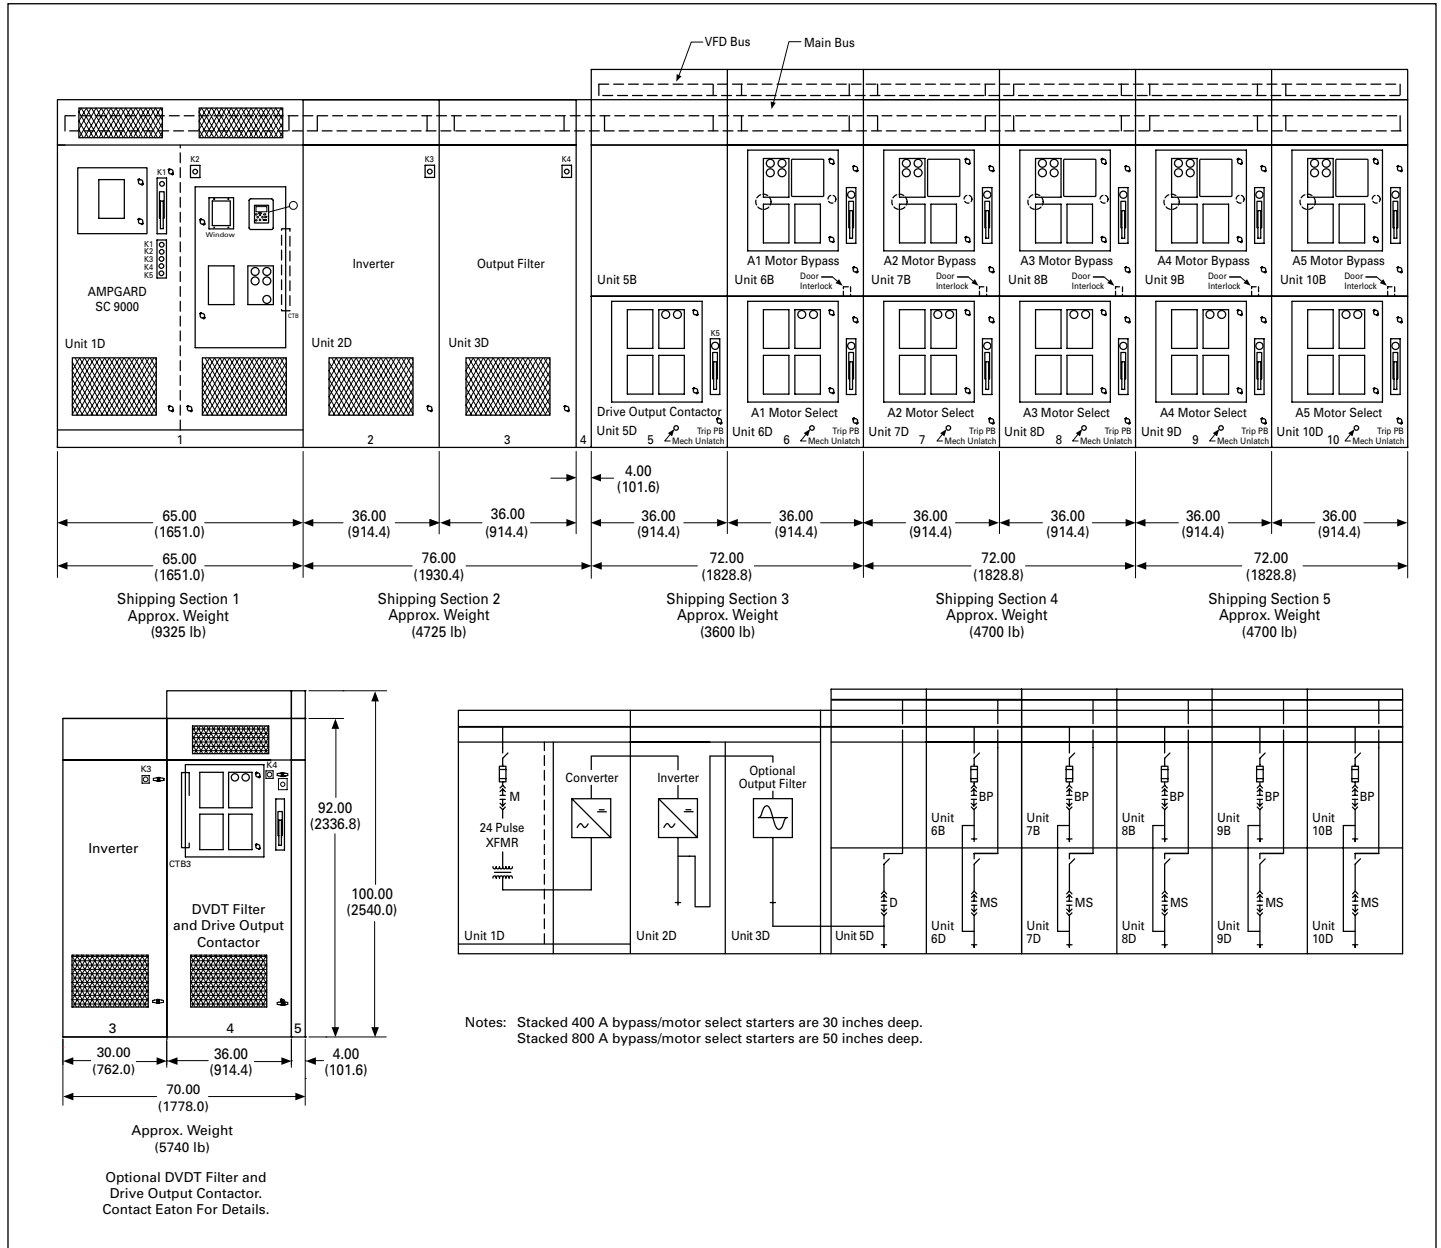 VFD Bus
Main Bus
K1
K2
K3
K4
Window
K1
K2
K3
K4
K5
CTB
AMPGARD
SC 9000
Inverter
Output Filter
Unit 1D
Unit 2D
Unit 3D
A1 Motor Bypass
A2 Motor Bypass
A3 Motor Bypass
A4 Motor Bypass
A5 Motor Bypass
Unit 5B
Unit 6B
Door
Interlock
Unit 7B
Door
Interlock
Unit 8B
Door
Interlock
Unit 9B
Door
Interlock
Unit 10B
K5
Drive Output Contactor
A1 Motor Select
A2 Motor Select
A3 Motor Select
A4 Motor Select
A5 Motor Select
Unit 5D
Trip PB
Mech Unlatch
Unit 6D
Trip PB
Mech Unlatch
Unit 7D
Trip PB
Mech Unlatch
Unit 8D
Trip PB
Mech Unlatch
Unit 9D
Trip PB
Mech Unlatch
Unit 10D
Trip PB
Mech Unlatch
1
2
3
4
5
6
7
8
9
10
4.00
(101.6)
65.00
(1651.0)
36.00
(914.4)
36.00
(914.4)
36.00
(914.4)
36.00
(914.4)
36.00
(914.4)
36.00
(914.4)
36.00
(914.4)
36.00
(914.4)
65.00
(1651.0)
76.00
(1930.4)
72.00
(1828.8)
72.00
(1828.8)
72.00
(1828.8)
Shipping Section 1
Approx. Weight
(9325 lb)
Shipping Section 2
Approx. Weight
(4725 lb)
Shipping Section 3
Approx. Weight
(3600 lb)
Shipping Section 4
Approx. Weight
(4700 lb)
Shipping Section 5
Approx. Weight
(4700 lb)
K3
K4
CTB3
Inverter
DVDT Filter
and Drive Output
Contactor
3
4
5
92.00
(2336.8)
100.00
(2540.0)
30.00
(762.0)
36.00
(914.4)
4.00
(101.6)
70.00
(1778.0)
Approx. Weight
(5740 lb)
Optional DVDT Filter and
Drive Output Contactor.
Contact Eaton For Details.
M
24 Pulse
XFMR
Converter
Inverter
Optional
Output Filter
Unit 1D
Unit 2D
Unit 3D
Unit 5D
D
BP
Unit
6B
BP
Unit
7B
BP
Unit
8B
BP
Unit
9B
BP
Unit
10B
MS
Unit
6D
MS
Unit
7D
MS
Unit
8D
MS
Unit
9D
MS
Unit
10D
Notes: Stacked 400 A bypass/motor select starters are 30 inches deep.
Stacked 800 A bypass/motor select starters are 50 inches deep.